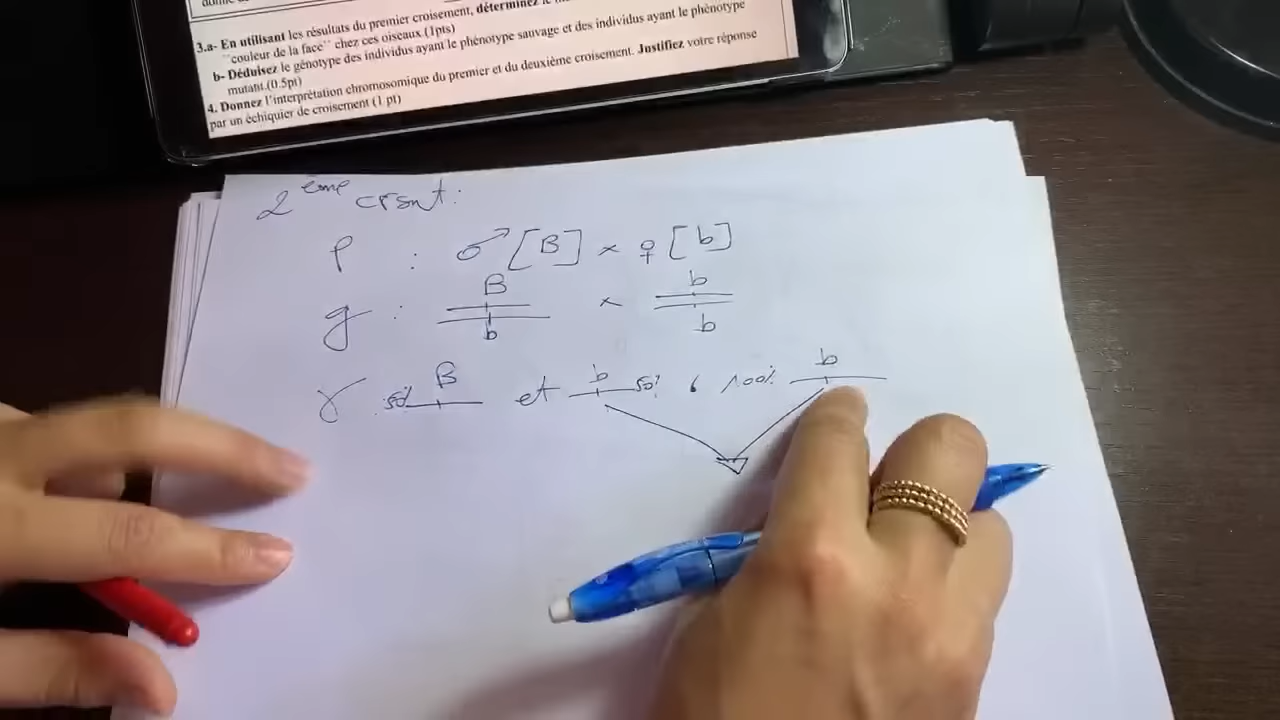 3.a- En utilisant les résultats du premier croisement, déterminez le
"couleur de la face" chez ces oiseaux (1pts)
b- Déduisez le génotype des individus ayant le phénotype sauvage et des individus ayant le phénotype
mutant.(0.5pt)
4. Donnez l'interprétation chromosomique du premier et du deuxième croisement. Justifiez votre réponse
par un échiquier de croisement (1 pt)
2ème crsmt:
P : ♂ [B] × ♀ [b]
B b
g : ×
b b
B b b
γ 50% et 50% 100%